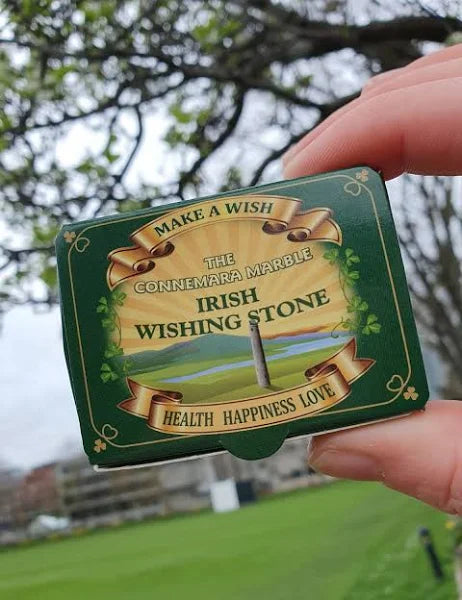 MAKE A WISH
THE
CONNEMARA MARBLE
IRISH
WISHING STONE
HEALTH HAPPINESS LOVE